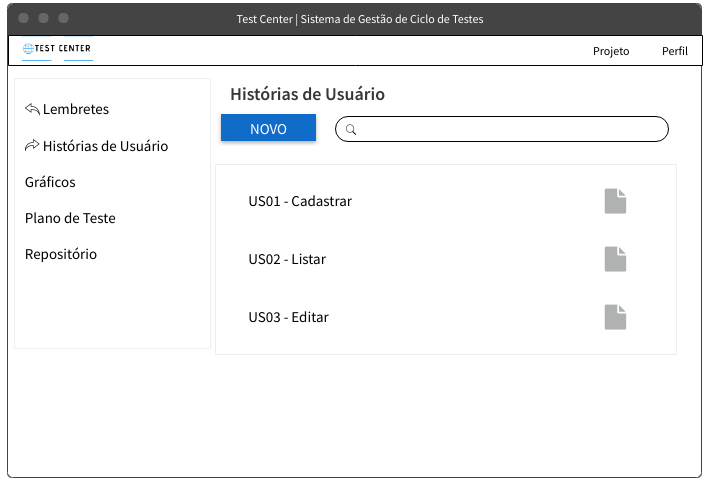 Test Center | Sistema de Gestão de Ciclo de Testes
TEST CENTER
Projeto
Perfil
Lembretes
Histórias de Usuário
Gráficos
Plano de Teste
Repositório
Histórias de Usuário
NOVO
US01 - Cadastrar
US02 - Listar
US03 - Editar